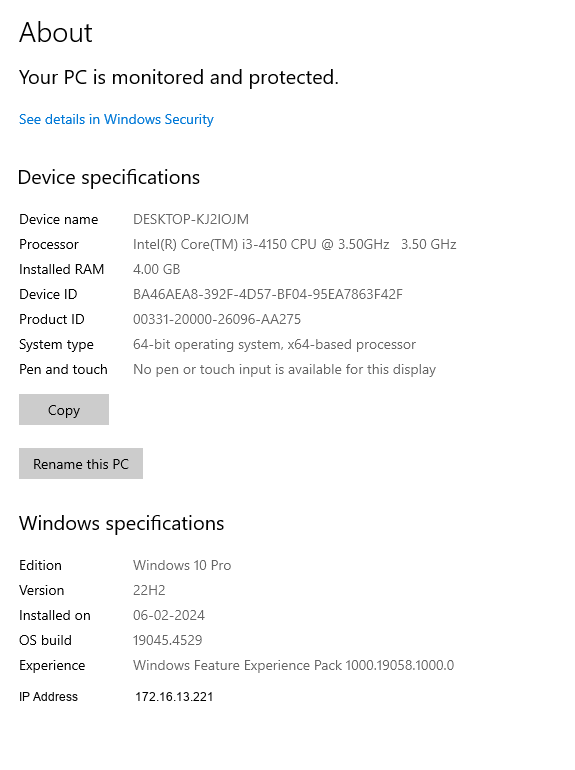 About
Your PC is monitored and protected.
See details in Windows Security
Device specifications
Device name DESKTOP-KJ2IOJM
Processor Intel(R) Core(TM) i3-4150 CPU @ 3.50GHz 3.50 GHz
Installed RAM 4.00 GB
Device ID BA46AEA8-392F-4D57-BF04-95EA7863F42F
Product ID 00331-20000-26096-AA275
System type 64-bit operating system, x64-based processor
Pen and touch No pen or touch input is available for this display
Copy
Rename this PC
Windows specifications
Edition Windows 10 Pro
Version 22H2
Installed on 06-02-2024
OS build 19045.4529
Experience Windows Feature Experience Pack 1000.19058.1000.0
IP Address 172.16.13.221